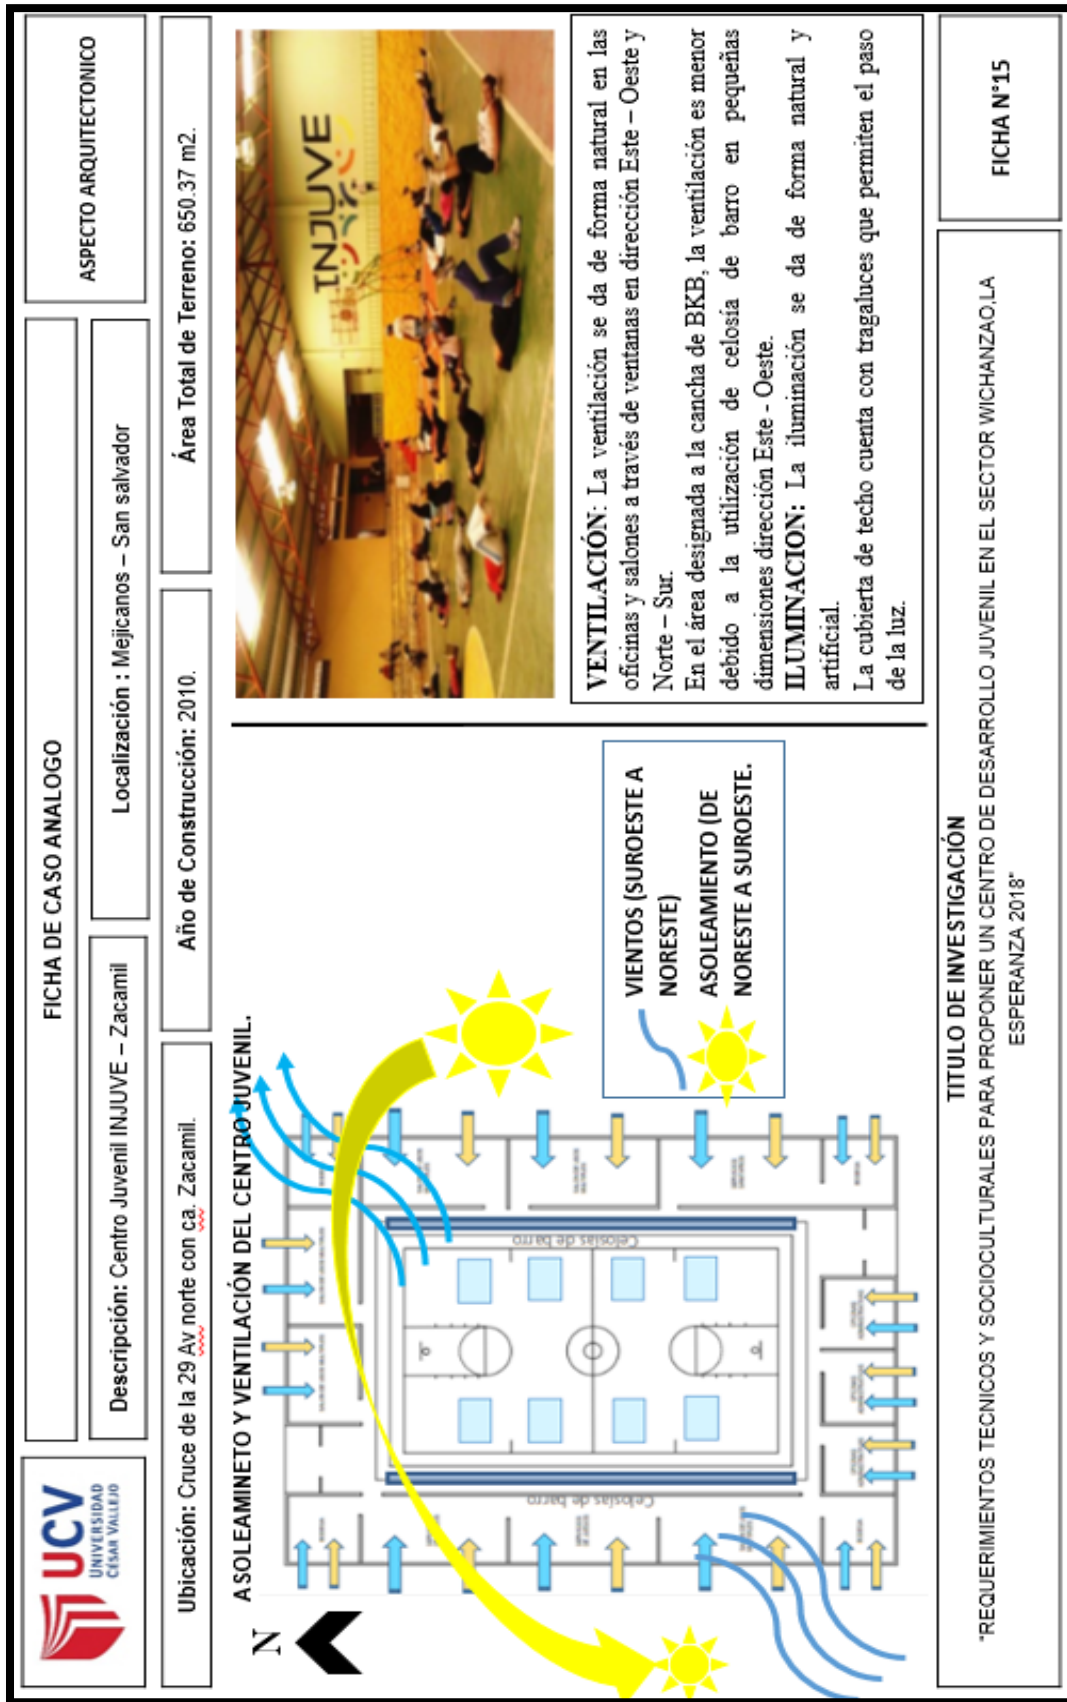 UCV
UNIVERSIDAD
CÉSAR VALLEJO
FICHA DE CASO ANALOGO
ASPECTO ARQUITECTONICO
Descripción: Centro Juvenil INJUVE – Zacamil
Localización : Mejicanos – San salvador
Ubicación: Cruce de la 29 Av norte con ca. Zacamil.
Año de Construcción: 2010.
Área Total de Terreno: 650.37 m2.
ASOLEAMINETO Y VENTILACIÓN DEL CENTRO JUVENIL.
N
Celosías de barro
Celosías de barro
VIENTOS (SUROESTE A
NORESTE)
ASOLEAMIENTO (DE
NORESTE A SUROESTE.
INJUVE
VENTILACIÓN: La ventilación se da de forma natural en las
oficinas y salones a través de ventanas en dirección Este – Oeste y
Norte – Sur.
En el área designada a la cancha de BKB, la ventilación es menor
debido a la utilización de celosía de barro en pequeñas
dimensiones dirección Este - Oeste.
ILUMINACION: La iluminación se da de forma natural y
artificial.
La cubierta de techo cuenta con tragaluces que permiten el paso
de la luz.
TITULO DE INVESTIGACIÓN
"REQUERIMIENTOS TECNICOS Y SOCIOCULTURALES PARA PROPONER UN CENTRO DE DESARROLLO JUVENIL EN EL SECTOR WICHANZAO,LA
ESPERANZA 2018"
FICHA N°15